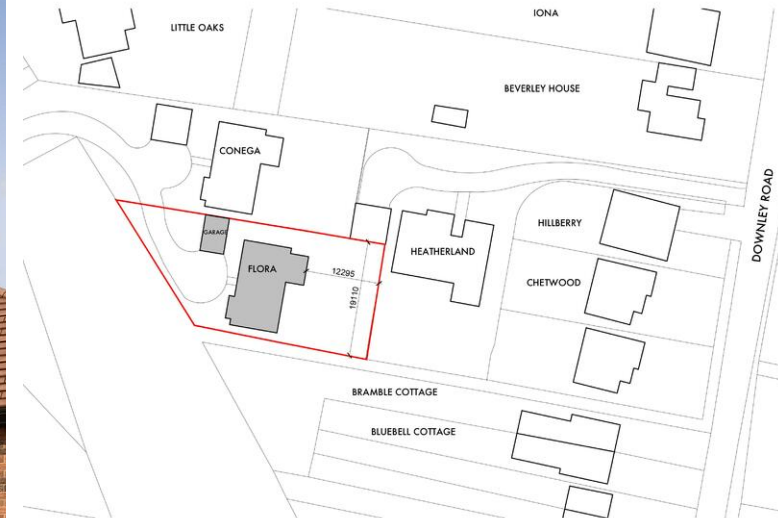 IONA
LITTLE OAKS
BEVERLEY HOUSE
CONEGA
DOWNLEY ROAD
HILLBERRY
GARAGE
HEATHERLAND
FLORA
12295
CHETWOOD
19110
BRAMBLE COTTAGE
BLUEBELL COTTAGE